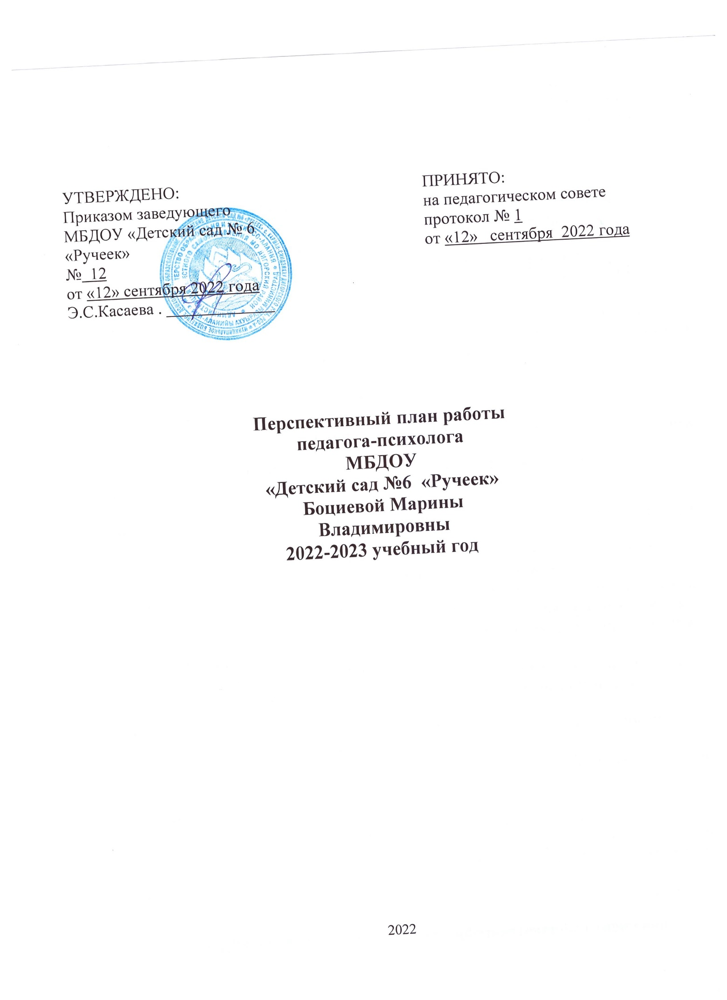 УТВЕРЖДЕНО:
Приказом заведующего
МБДОУ «Детский сад № 6
«Ручеек»
№ 12
от «12» сентября 2022 года
Э.С.Касаева .
ПРИНЯТО:
на педагогическом совете
протокол № 1
от «12» сентября 2022 года
Перспективный план работы
педагога-психолога
МБДОУ
«Детский сад №6 «Ручеек»
Боциевой Марины
Владимировны
2022-2023 учебный год
2022